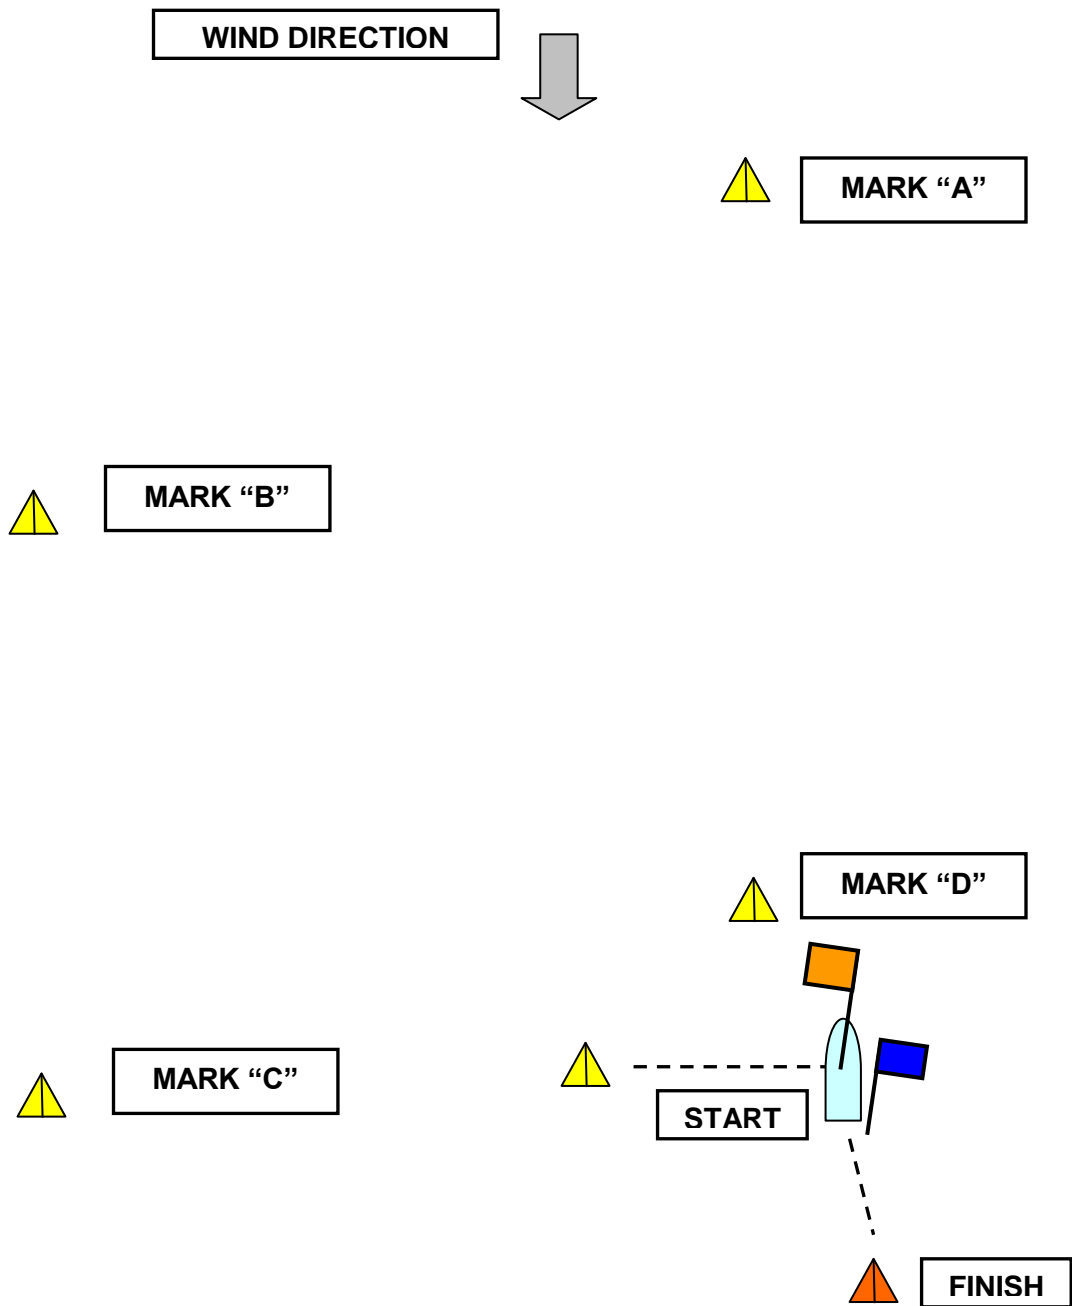 WIND DIRECTION
MARK “A”
MARK “B”
MARK “D”
MARK “C”
START
FINISH